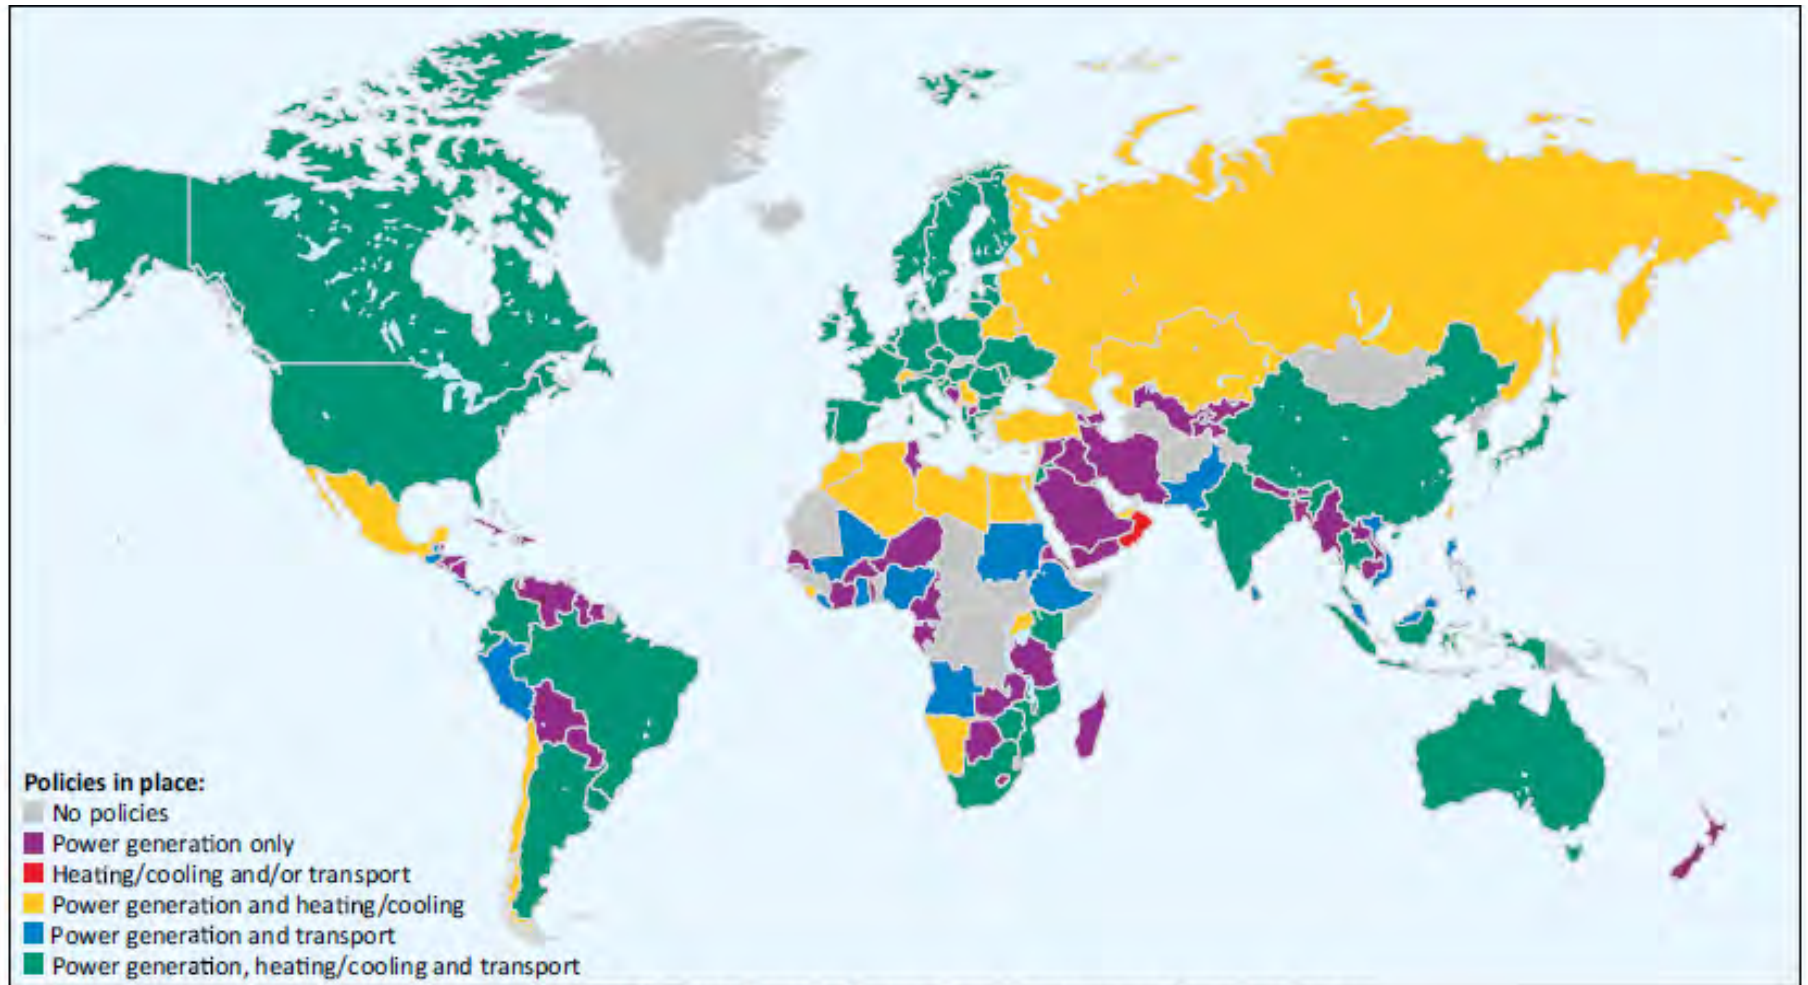 Policies in place:
No policies
Power generation only
Heating/cooling and/or transport
Power generation and heating/cooling
Power generation and transport
Power generation, heating/cooling and transport